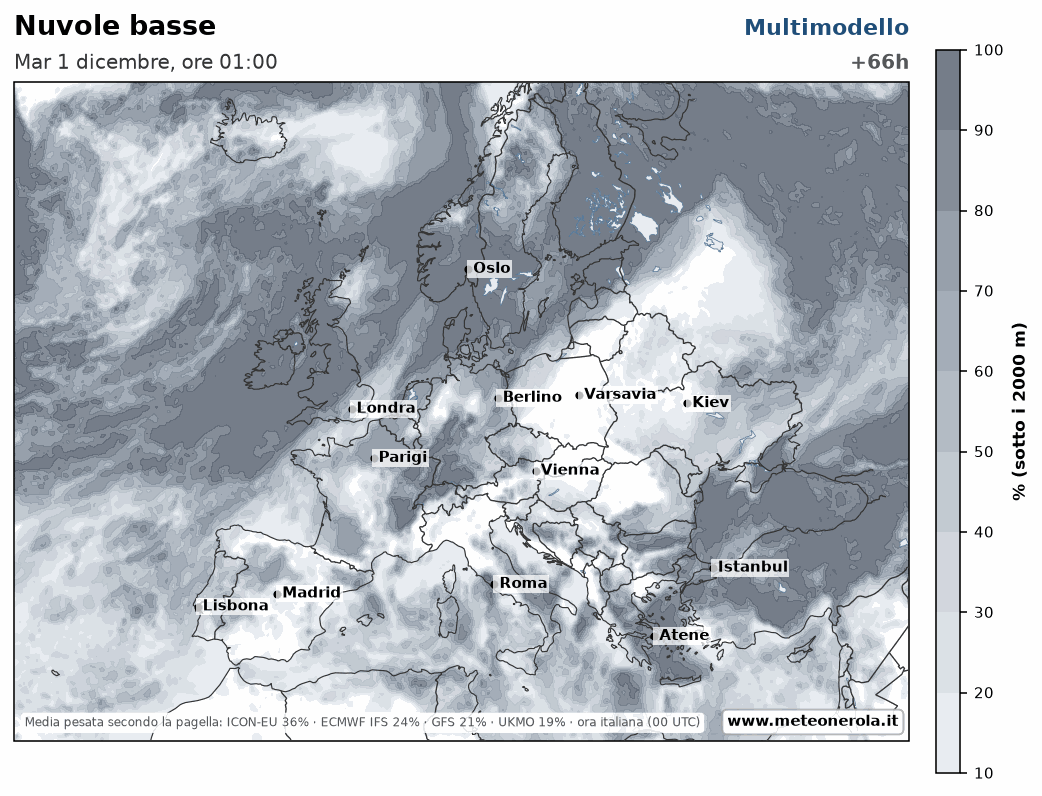 Nuvole basse
Multimodello
Mar 1 dicembre, ore 01:00
+66h
100
90
80
70
60
50
40
30
20
10
% (sotto i 2000 m)
Oslo
Londra
Berlino
Varsavia
Kiev
Parigi
Vienna
Istanbul
Roma
Madrid
Lisbona
Atene
Media pesata secondo la pagella: ICON-EU 36% · ECMWF IFS 24% · GFS 21% · UKMO 19% · ora italiana (00 UTC)
www.meteonerola.it